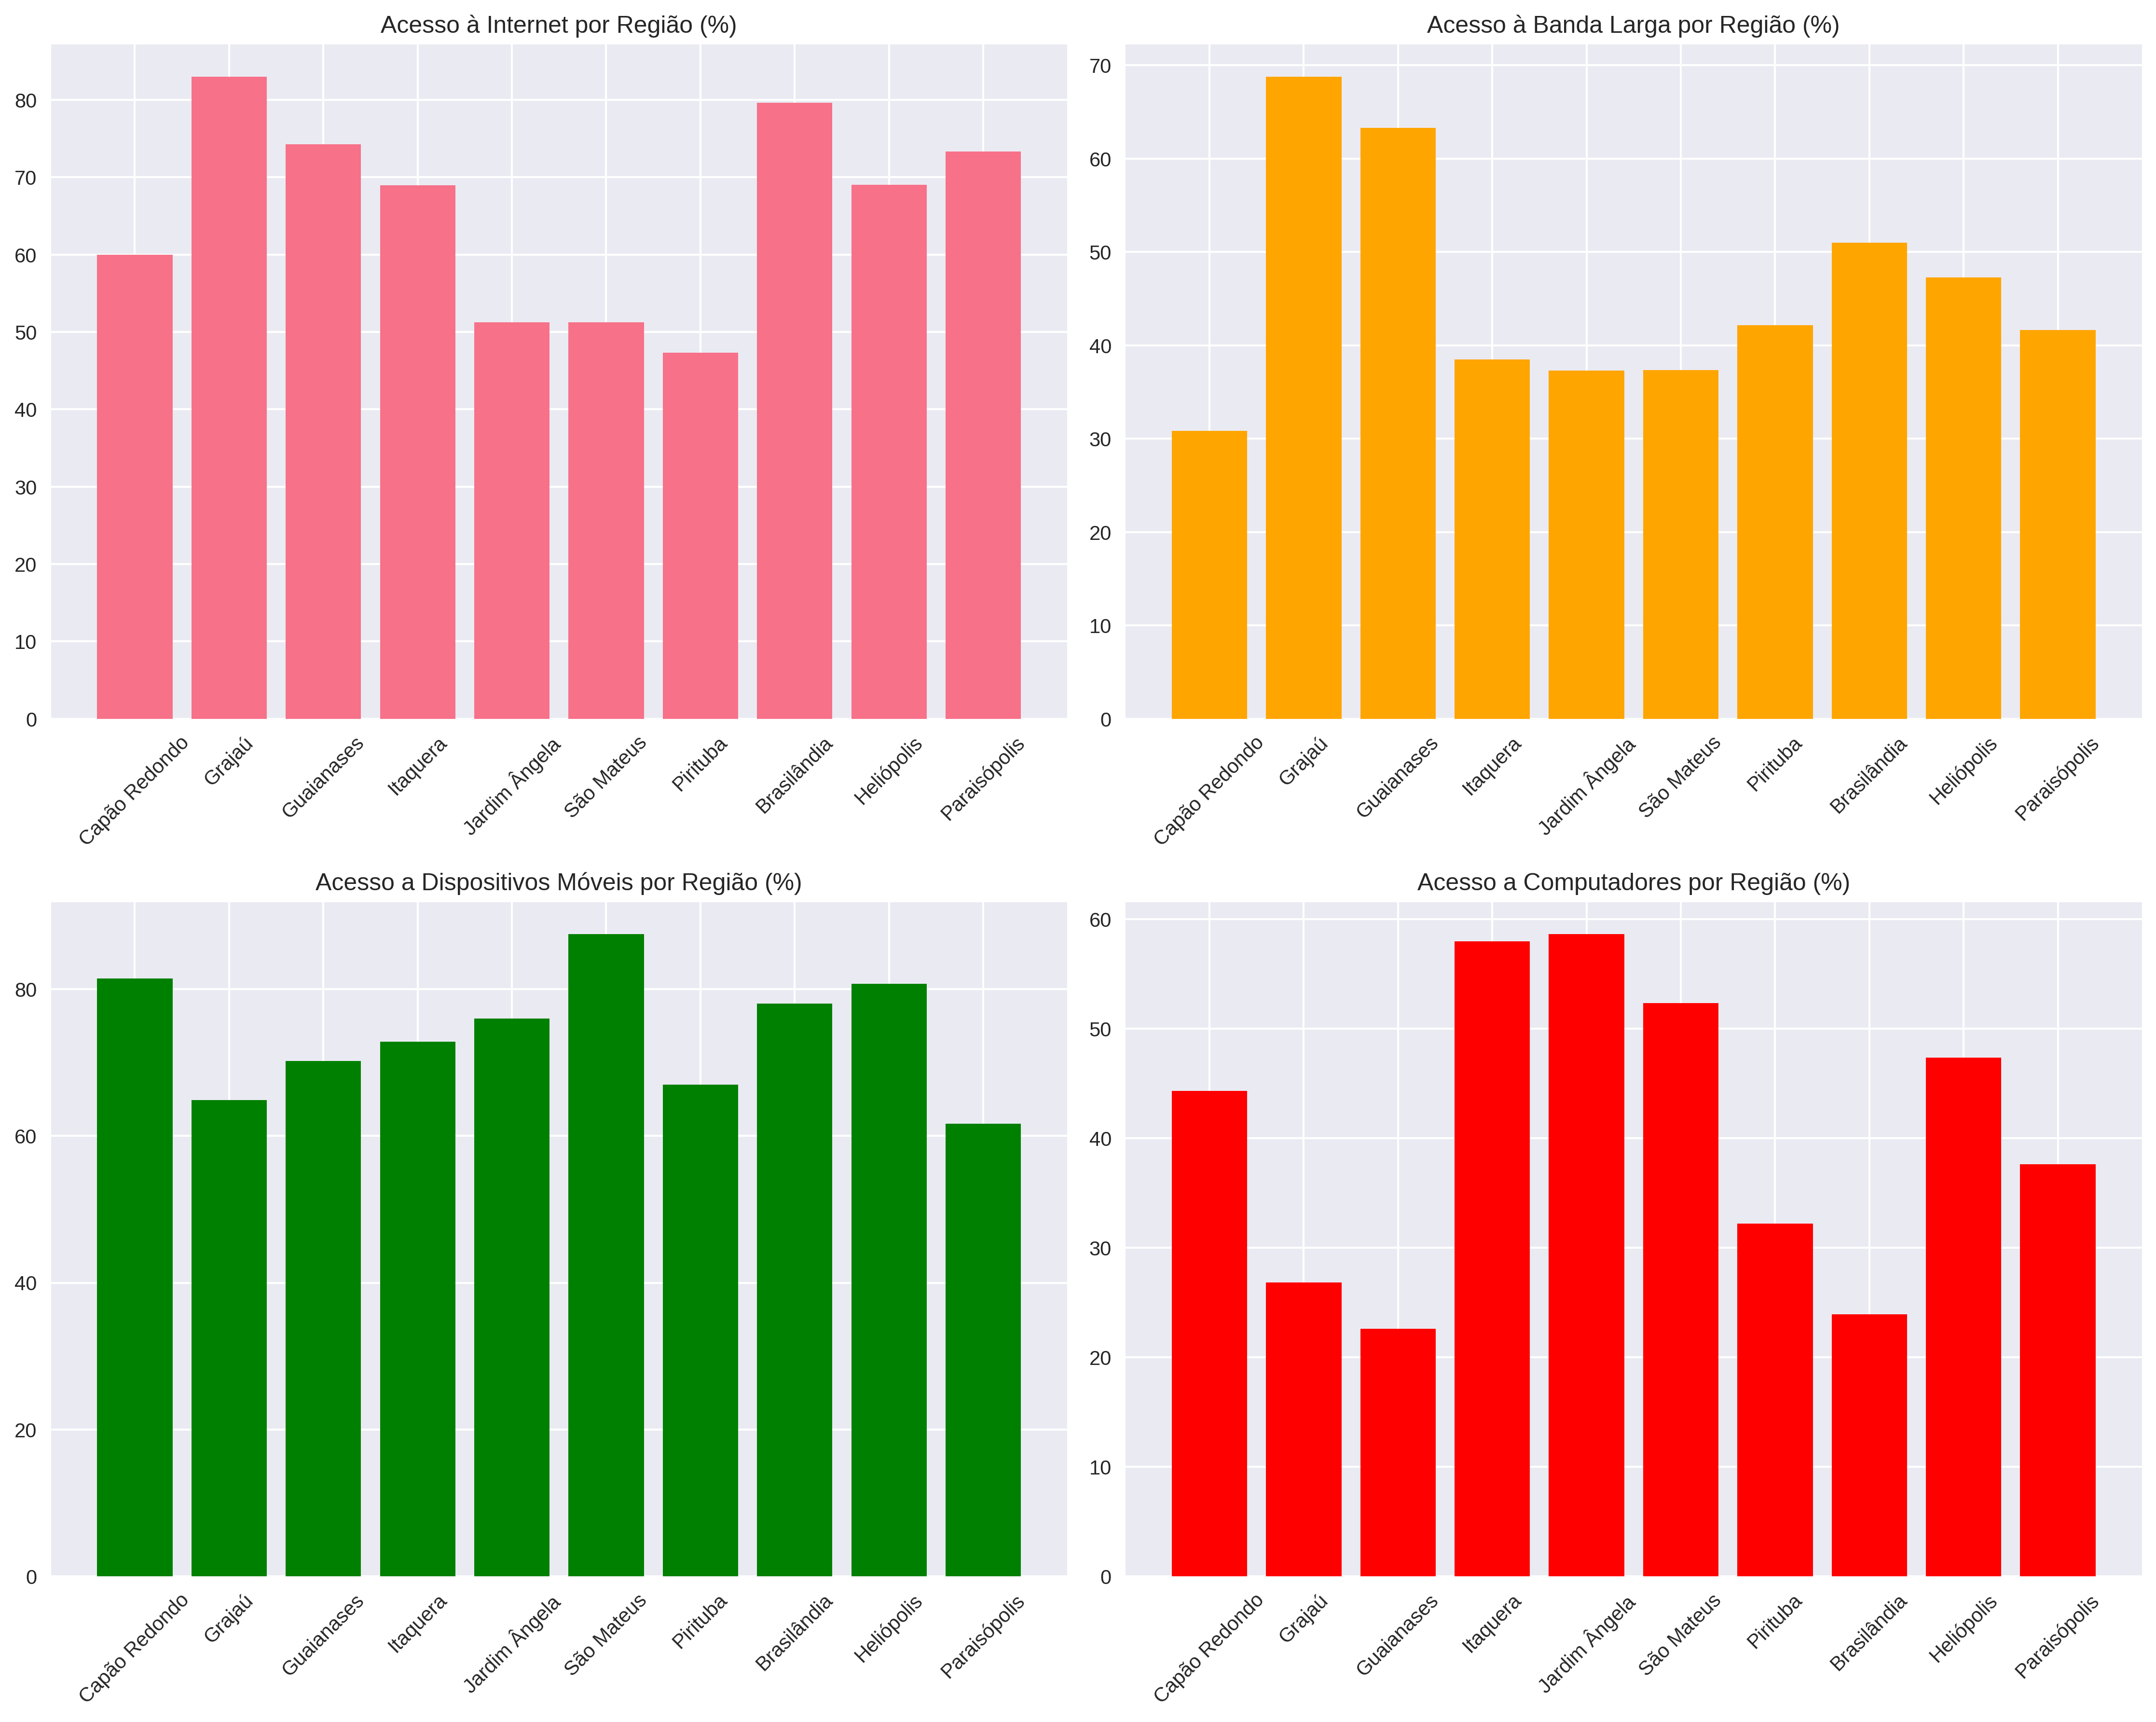 Acesso à Internet por Região (%)
80
70
60
50
40
30
20
10
0
Capão Redondo
Grajaú
Guaianases
Itaquera
Jardim Ângela
São Mateus
Pirituba
Brasilândia
Heliópolis
Paraisópolis
Acesso à Banda Larga por Região (%)
70
60
50
40
30
20
10
0
Capão Redondo
Grajaú
Guaianases
Itaquera
Jardim Ângela
São Mateus
Pirituba
Brasilândia
Heliópolis
Paraisópolis
Acesso a Dispositivos Móveis por Região (%)
80
60
40
20
0
Capão Redondo
Grajaú
Guaianases
Itaquera
Jardim Ângela
São Mateus
Pirituba
Brasilândia
Heliópolis
Paraisópolis
Acesso a Computadores por Região (%)
60
50
40
30
20
10
0
Capão Redondo
Grajaú
Guaianases
Itaquera
Jardim Ângela
São Mateus
Pirituba
Brasilândia
Heliópolis
Paraisópolis